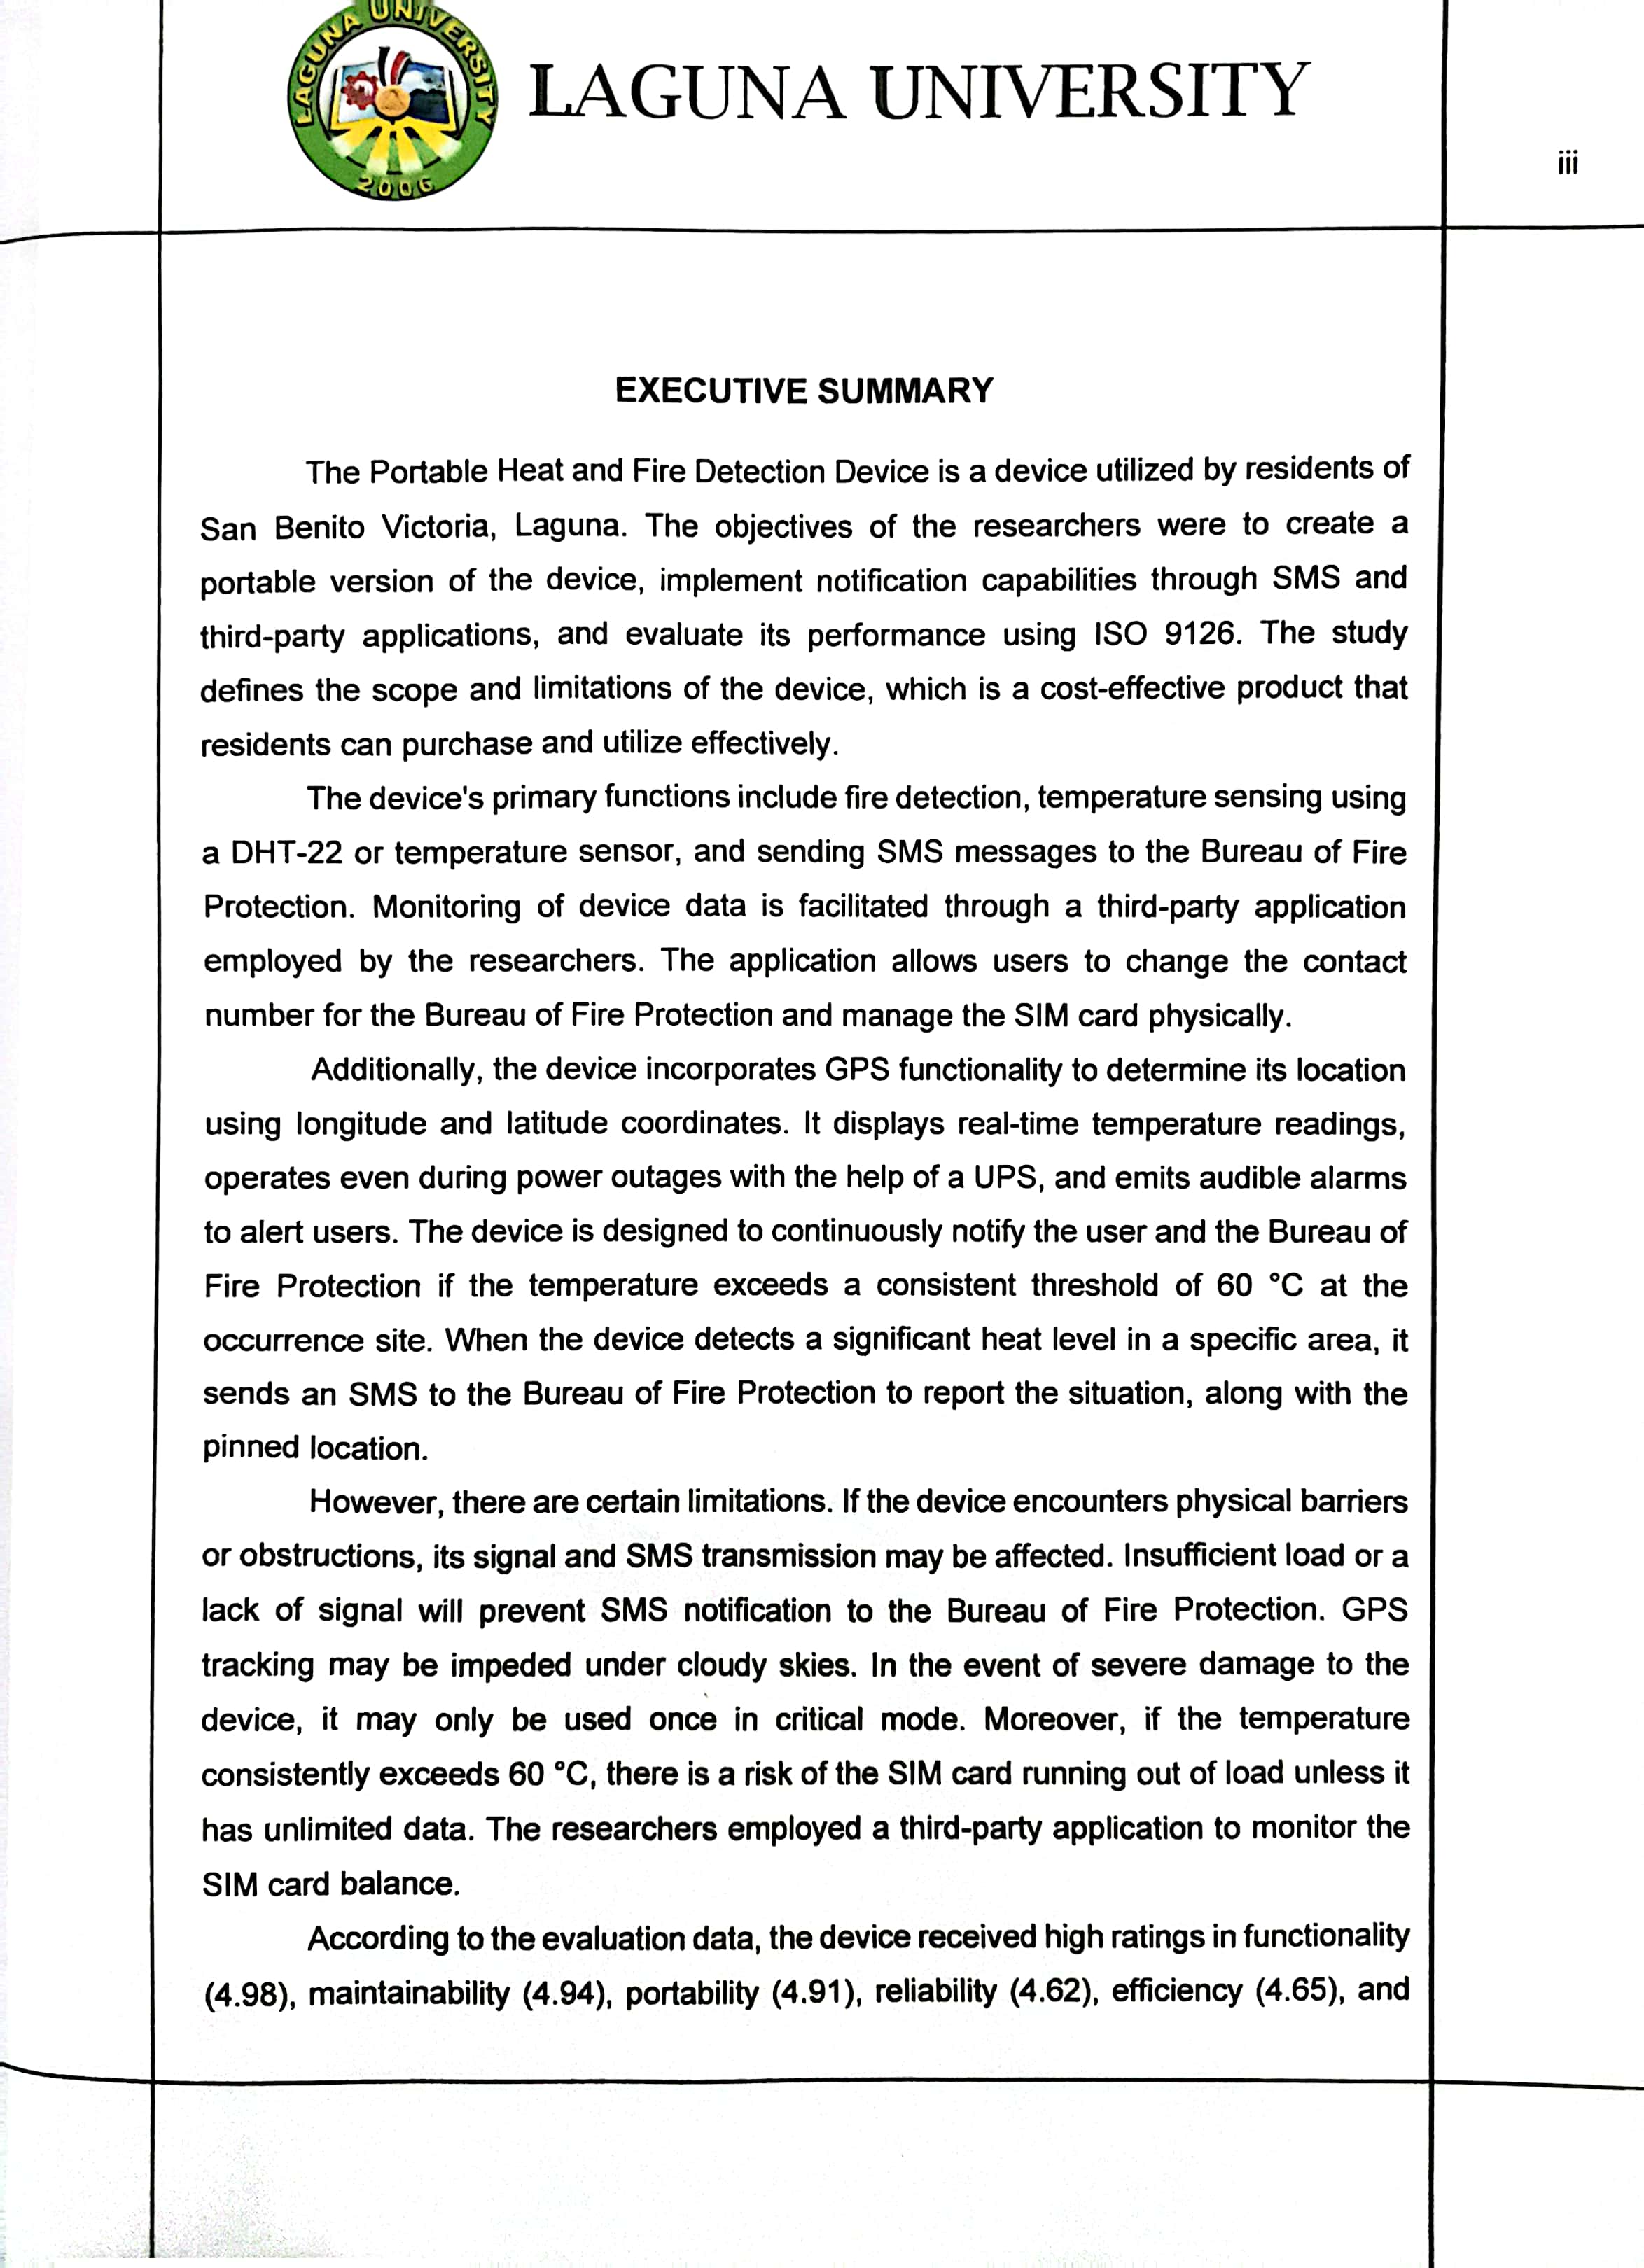 LAGUNA UNIVERSITY
2006
LAGUNA UNIVERSITY
iii
EXECUTIVE SUMMARY
The Portable Heat and Fire Detection Device is a device utilized by residents of
San Benito Victoria, Laguna. The objectives of the researchers were to create a
portable version of the device, implement notification capabilities through SMS and
third-party applications, and evaluate its performance using ISO 9126. The study
defines the scope and limitations of the device, which is a cost-effective product that
residents can purchase and utilize effectively.
The device's primary functions include fire detection, temperature sensing using
a DHT-22 or temperature sensor, and sending SMS messages to the Bureau of Fire
Protection. Monitoring of device data is facilitated through a third-party application
employed by the researchers. The application allows users to change the contact
number for the Bureau of Fire Protection and manage the SIM card physically.
Additionally, the device incorporates GPS functionality to determine its location
using longitude and latitude coordinates. It displays real-time temperature readings,
operates even during power outages with the help of a UPS, and emits audible alarms
to alert users. The device is designed to continuously notify the user and the Bureau of
Fire Protection if the temperature exceeds a consistent threshold of 60 °C at the
occurrence site. When the device detects a significant heat level in a specific area, it
sends an SMS to the Bureau of Fire Protection to report the situation, along with the
pinned location.
However, there are certain limitations. If the device encounters physical barriers
or obstructions, its signal and SMS transmission may be affected. Insufficient load or a
lack of signal will prevent SMS notification to the Bureau of Fire Protection. GPS
tracking may be impeded under cloudy skies. In the event of severe damage to the
device, it may only be used once in critical mode. Moreover, if the temperature
consistently exceeds 60 °C, there is a risk of the SIM card running out of load unless it
has unlimited data. The researchers employed a third-party application to monitor the
SIM card balance.
According to the evaluation data, the device received high ratings in functionality
(4.98), maintainability (4.94), portability (4.91), reliability (4.62), efficiency (4.65), and